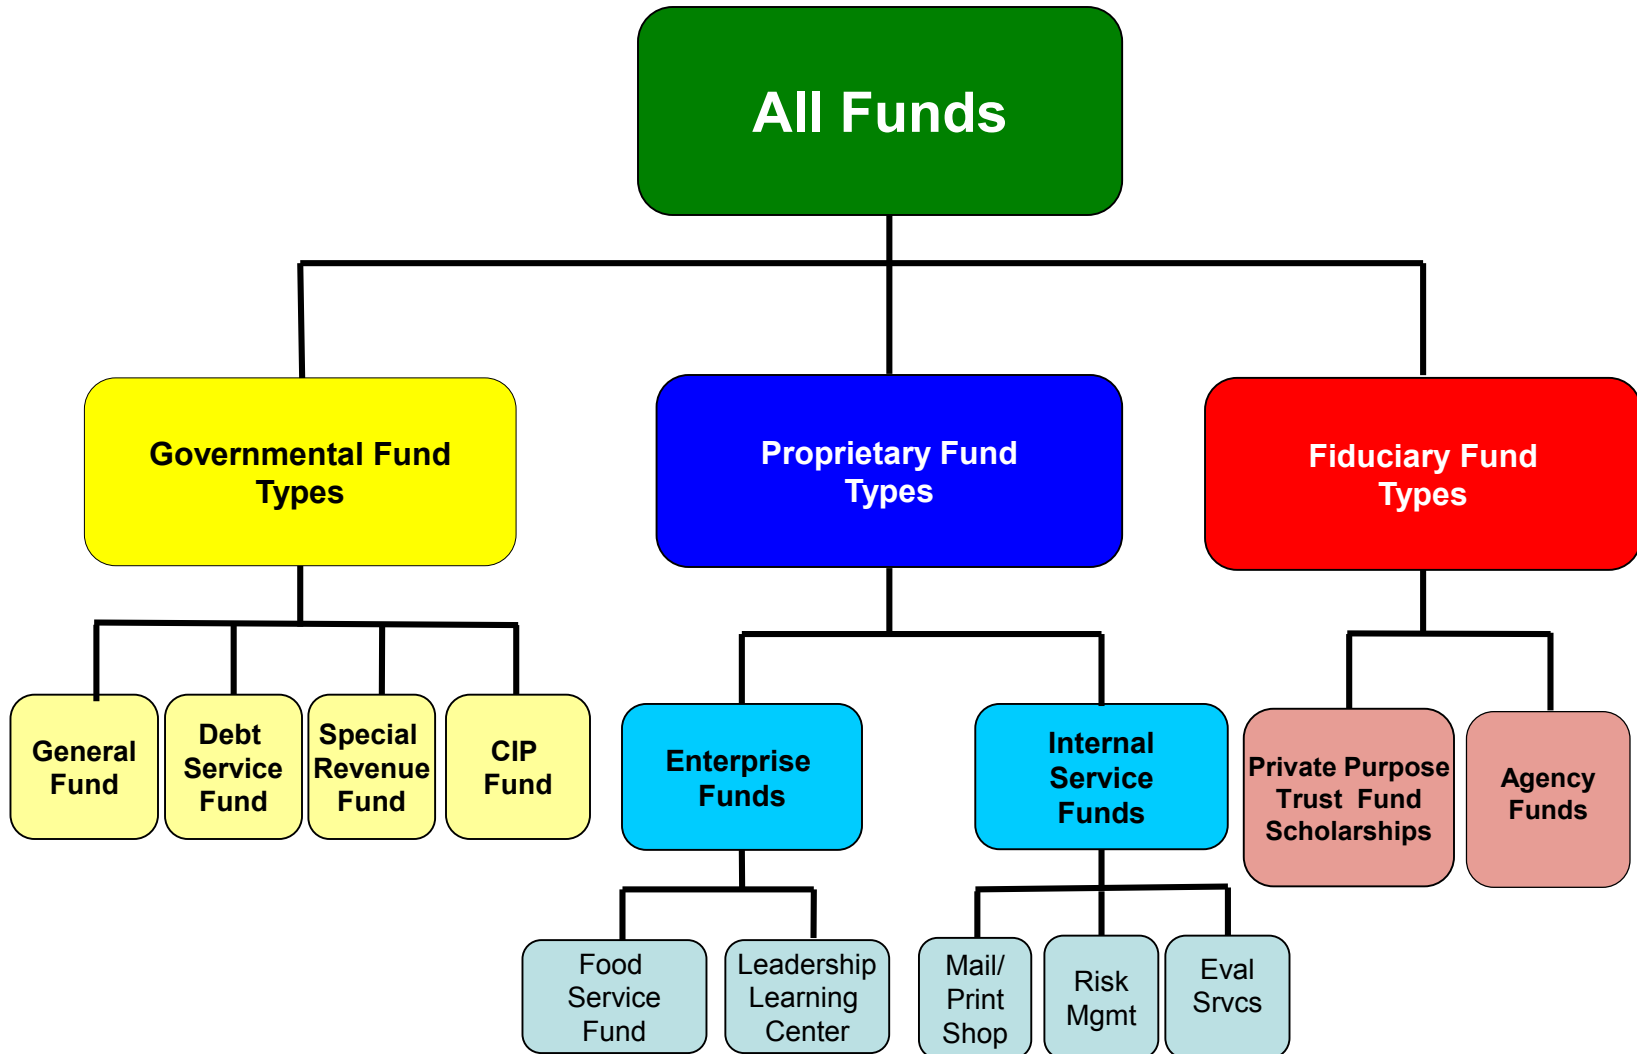 All Funds
Governmental Fund
Types
Proprietary Fund
Types
Fiduciary Fund
Types
General
Fund
Debt
Service
Fund
Special
Revenue
Fund
CIP
Fund
Enterprise
Funds
Internal
Service
Funds
Private Purpose
Trust Fund
Scholarships
Agency
Funds
Food
Service
Fund
Leadership
Learning
Center
Mail/
Print
Shop
Risk
Mgmt
Eval
Srvcs